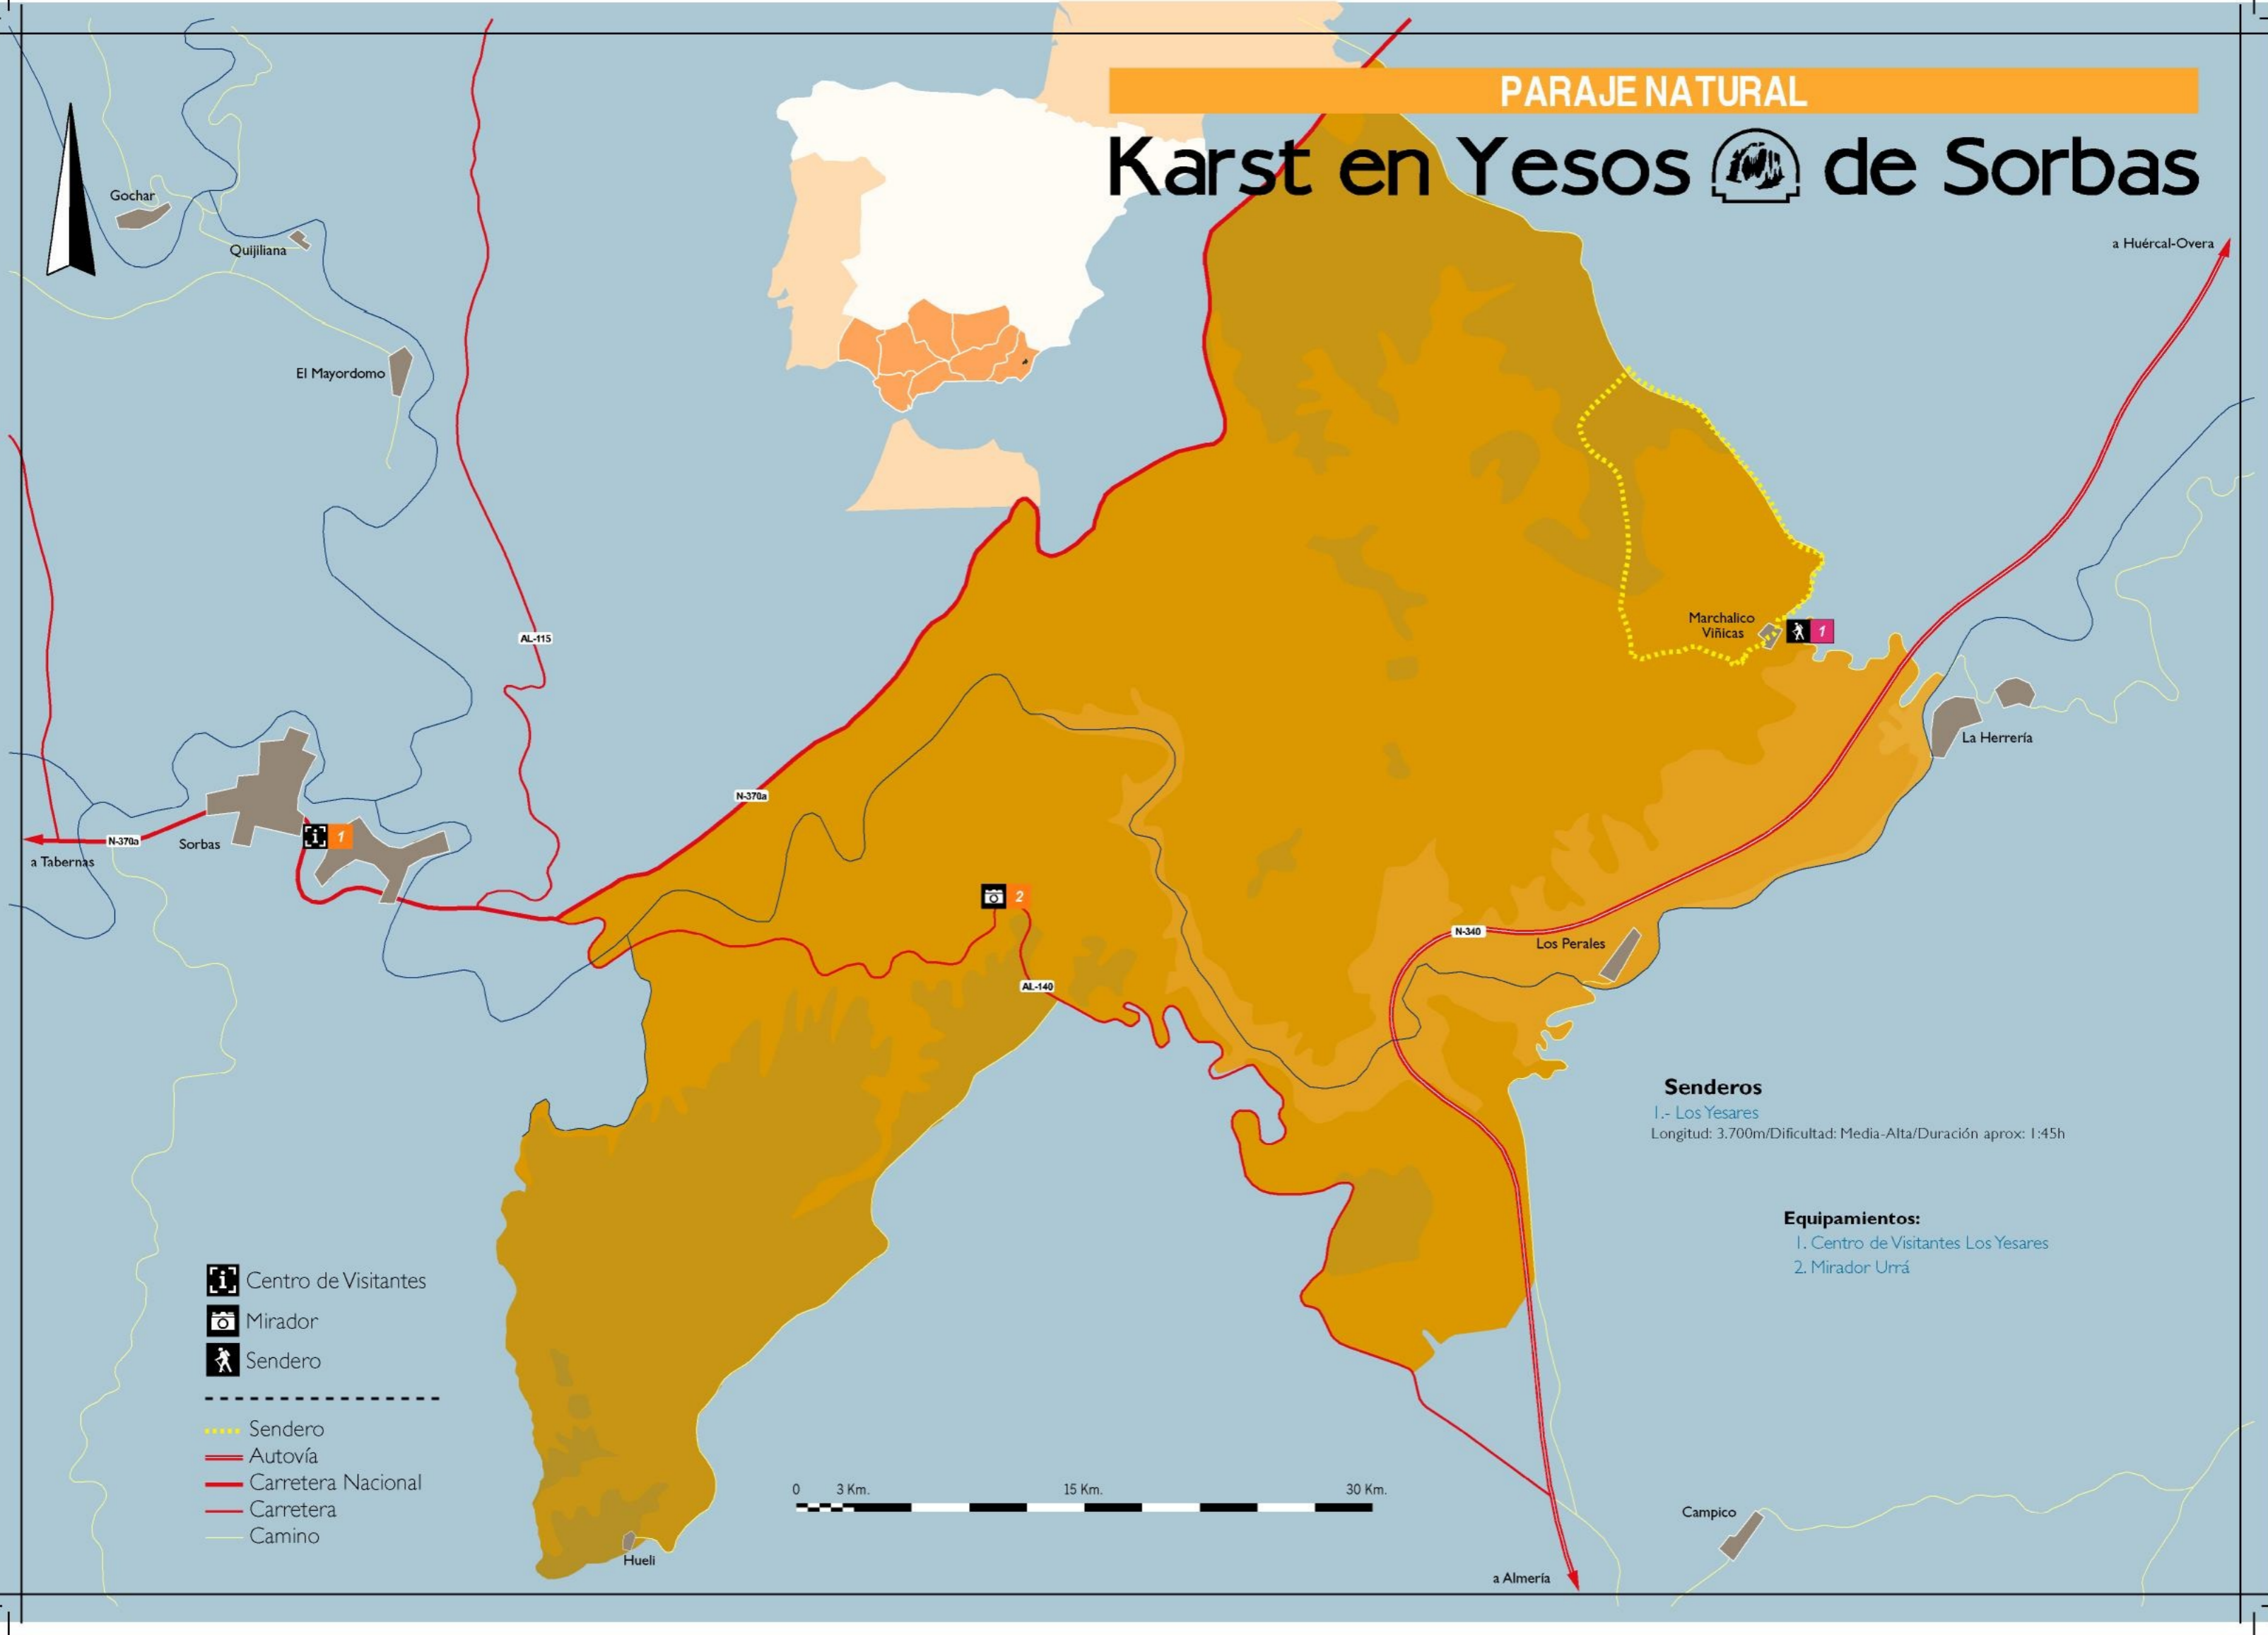 PARAJE NATURAL
Karst en Yesos de Sorbas
Gochar
Quijiliana
a Huércal-Overa
El Mayordomo
AL-115
Marchalico
Viñicas
1
La Herrería
N-370a
N-370a
Sorbas
1
a Tabernas
2
N-340
Los Perales
AL-140
Senderos
1.- Los Yesares
Longitud: 3.700m/Dificultad: Media-Alta/Duración aprox: 1:45h
Equipamientos:
1. Centro de Visitantes Los Yesares
2. Mirador Urrá
i Centro de Visitantes
Mirador
Sendero
Sendero
Autovía
Carretera Nacional
Carretera
Camino
0 3 Km. 15 Km. 30 Km.
Campico
Hueli
a Almería